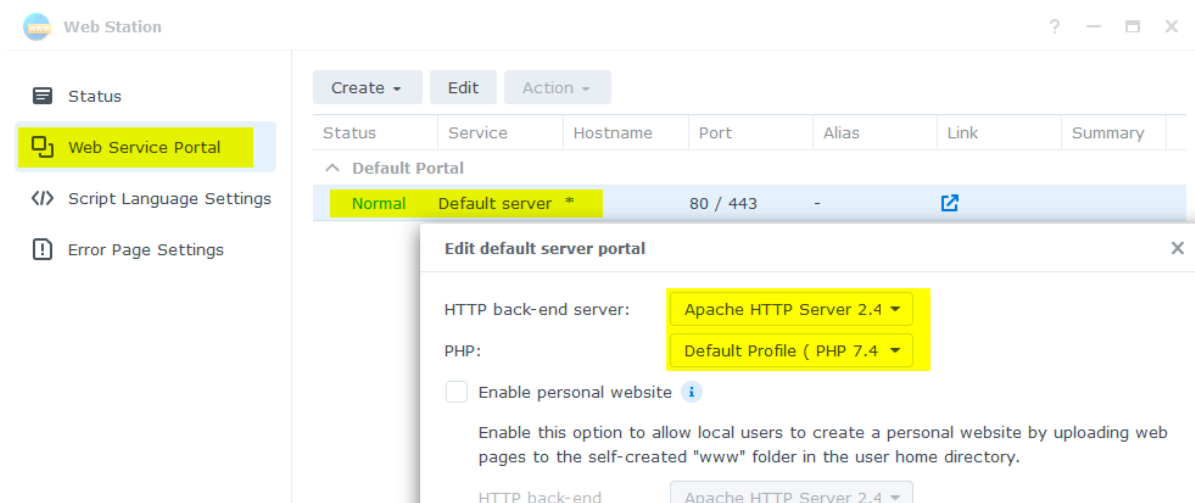 www Web Station
?
Status
Web Service Portal
Script Language Settings
Error Page Settings
Create Edit Action
Status Service Hostname Port Alias Link Summary
Default Portal
Normal Default server * 80 / 443 -
Edit default server portal
HTTP back-end server: Apache HTTP Server 2.4
PHP: Default Profile ( PHP 7.4
Enable personal website i
Enable this option to allow local users to create a personal website by uploading web
pages to the self-created "www" folder in the user home directory.
HTTP back-end Apache HTTP Server 2.4